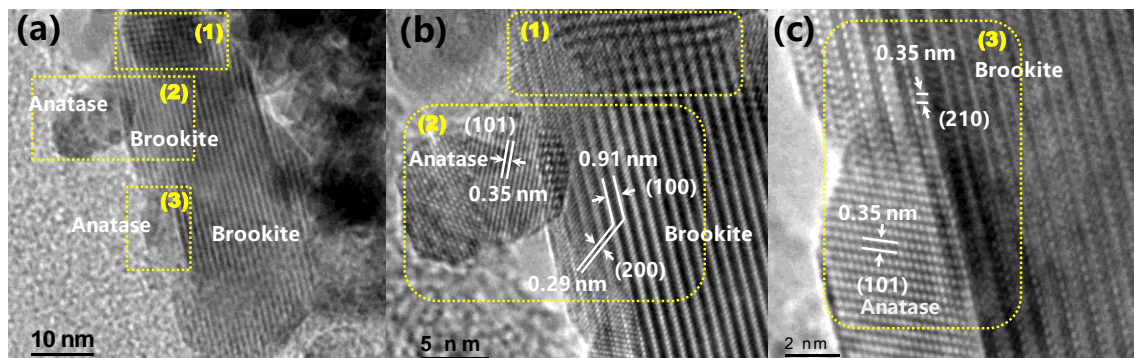 (a)
(1)
(2)
Anatase
Brookite
(3)
Anatase
Brookite
10 nm
(b)
(1)
(2)
(101)
Anatase
0.35 nm
0.91 nm
(100)
Brookite
(200)
0.29 nm
5 nm
(c)
(3)
0.35 nm
Brookite
(210)
0.35 nm
(101)
Anatase
2 nm